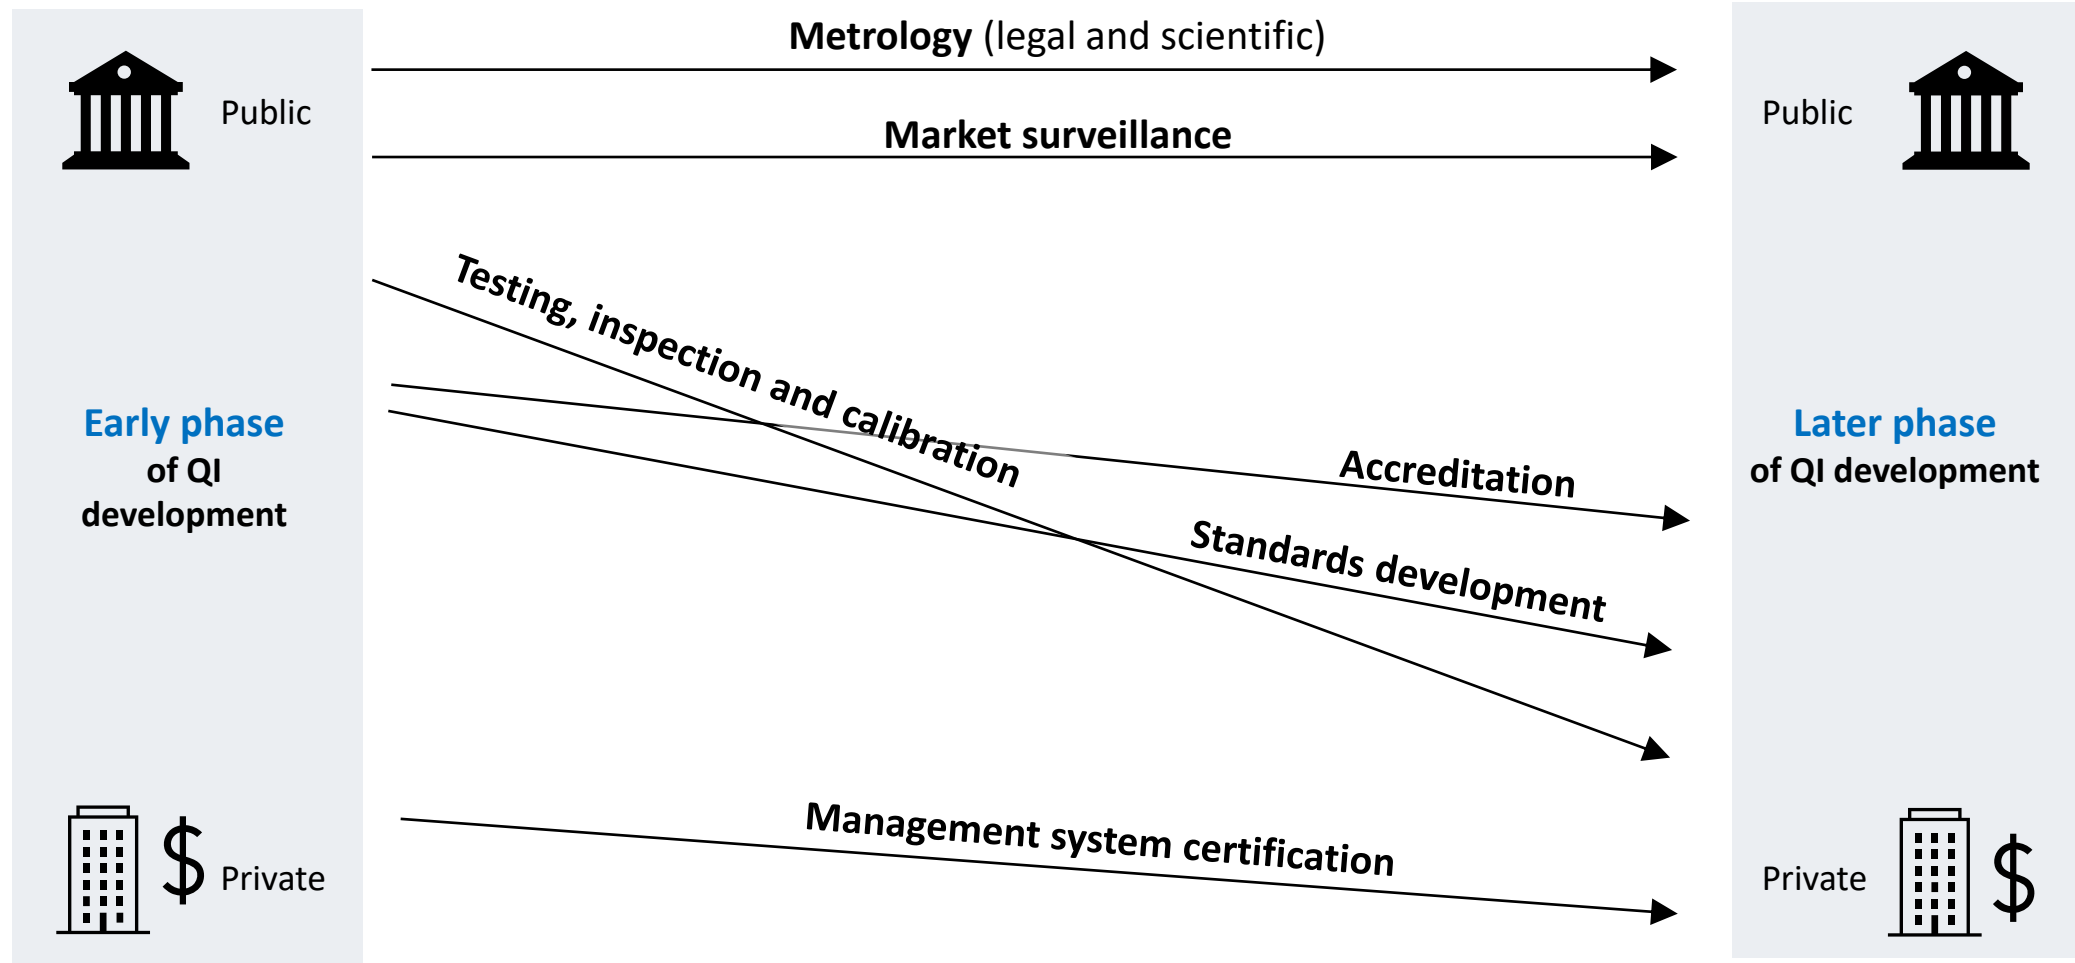 Metrology (legal and scientific)
Public
Public
Market surveillance
Testing, inspection and calibration
Early phase
of QI
development
Later phase
of QI development
Accreditation
Standards development
Management system certification
$ Private
Private $